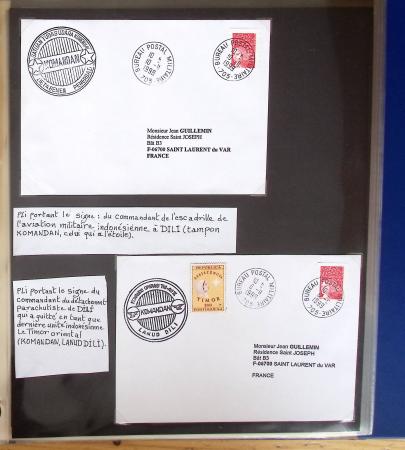 KOMANDAN
BUREAU POSTAL MILITAIRE
705
BUREAU POSTAL MILITAIRE
705
Monsieur Jean GUILLEMIN
Résidence Saint JOSEPH
Bât B3
F-06700 SAINT LAURENT du VAR
FRANCE
Pli portant le signe : du commandant de l'escadrille de
l'aviation militaire indonésienne à DILI (tampon
KOMANDAN, celui qui a l'étoile).
Pli portant le signe du
commandant du détachement
parachutiste de DILI
qui a quitté en tant que
dernière unité indonésienne
le Timor oriental
(KOMANDAN, LANUD DILI).
KOMANDAN
LANUD DILI
REPUBLICA
TIMOR
BUREAU POSTAL MILITAIRE
705
BUREAU POSTAL MILITAIRE
705
Monsieur Jean GUILLEMIN
Résidence Saint JOSEPH
Bât B3
F-06700 SAINT LAURENT du VAR
FRANCE